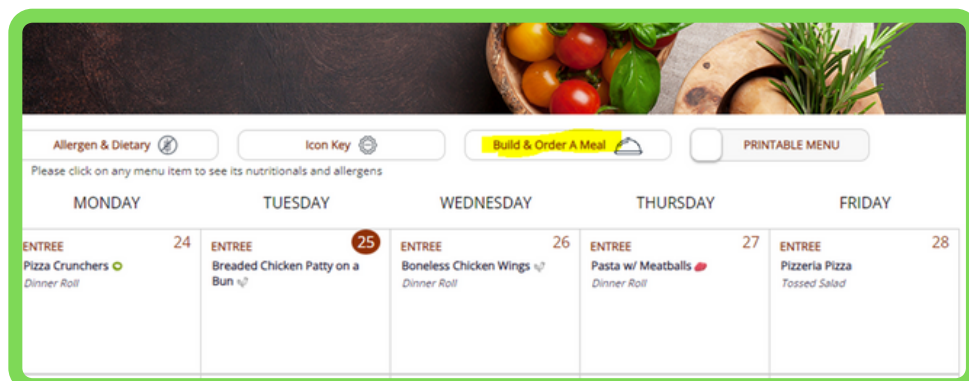 Allergen & Dietary
Icon Key
Build & Order A Meal
PRINTABLE MENU
Please click on any menu item to see its nutritionals and allergens
MONDAY
TUESDAY
WEDNESDAY
THURSDAY
FRIDAY
ENTREE 24
Pizza Crunchers
Dinner Roll
ENTREE 25
Breaded Chicken Patty on a
Bun
ENTREE 26
Boneless Chicken Wings
Dinner Roll
ENTREE 27
Pasta w/ Meatballs
Dinner Roll
ENTREE 28
Pizzeria Pizza
Tossed Salad